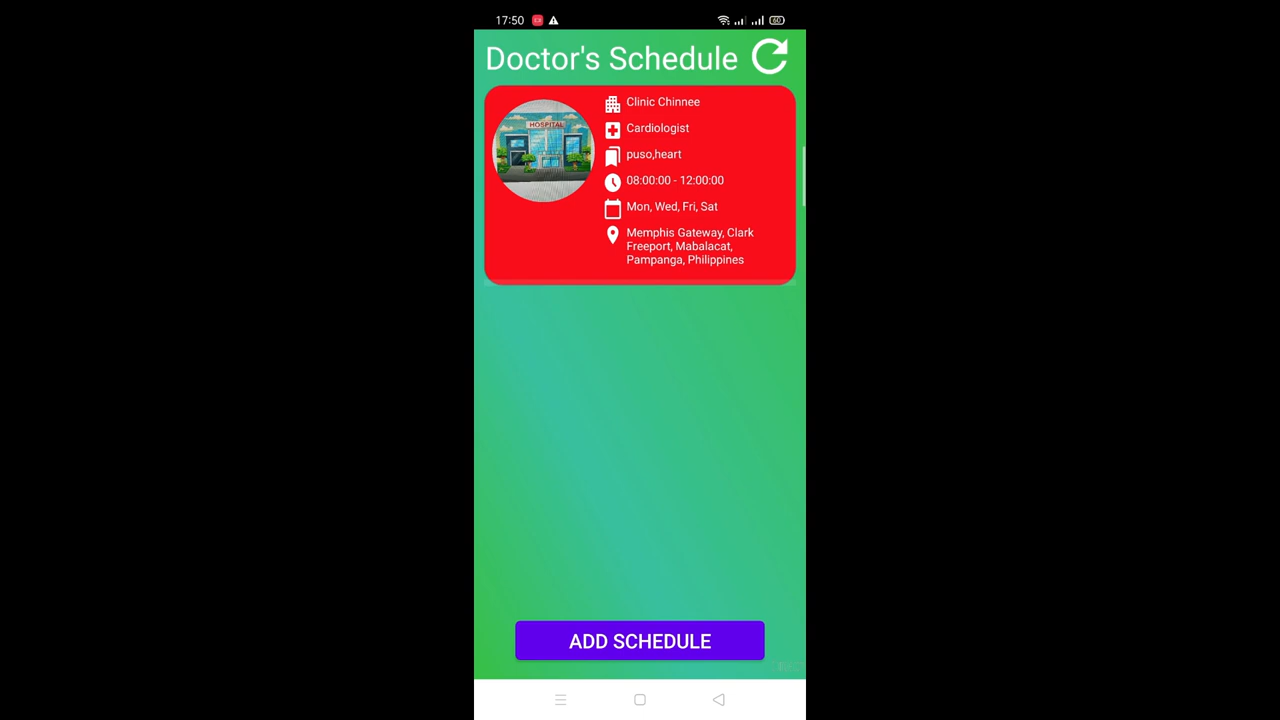 17:50
60
Doctor's Schedule
HOSPITAL
Clinic Chinnee
Cardiologist
puso,heart
08:00:00 - 12:00:00
Mon, Wed, Fri, Sat
Memphis Gateway, Clark
Freeport, Mabalacat,
Pampanga, Philippines
ADD SCHEDULE